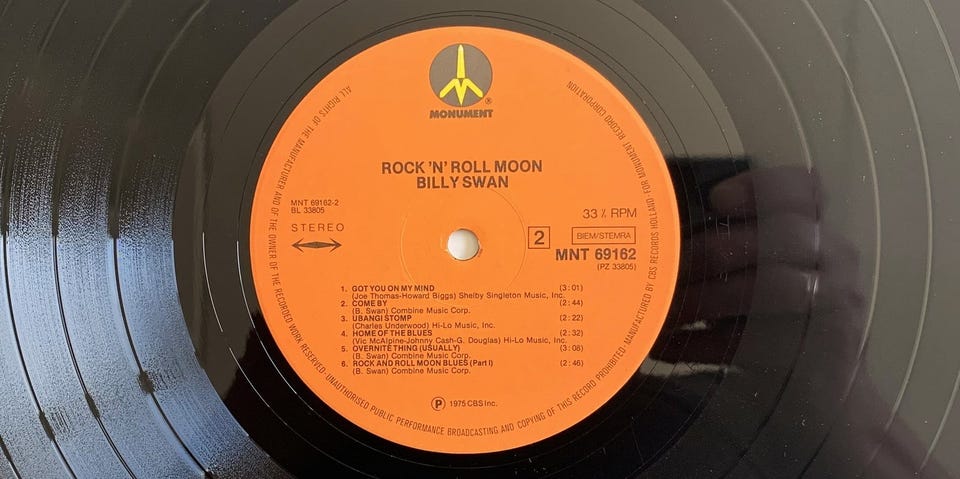 ®
MONUMENT
ROCK 'N' ROLL MOON
BILLY SWAN
MNT 69162-2
BL 33805
STEREO
33⅓ RPM
2
BIEM/STEMRA
MNT 69162
(PZ 33805)
1. GOT YOU ON MY MIND (3:01)
(Joe Thomas-Howard Biggs) Shelby Singleton Music, Inc.
2. COME BY (2:44)
(B. Swan) Combine Music Corp.
3. UBANGI STOMP (2:22)
(Charles Underwood) Hi-Lo Music, Inc.
4. HOME OF THE BLUES (2:32)
(Vic McAlpine-Johnny Cash-G. Douglas) Hi-Lo Music, Inc.
5. OVERNITE THING (USUALLY) (3:08)
(B. Swan) Combine Music Corp.
6. ROCK AND ROLL MOON BLUES (Part I) (2:46)
(B. Swan) Combine Music Corp.
Ⓟ 1975 CBS Inc.
ALL RIGHTS OF THE MANUFACTURER AND OF THE OWNER OF THE RECORDED WORK RESERVED-UNAUTHORISED PUBLIC PERFORMANCE BROADCASTING AND COPYING OF THIS RECORD PROHIBITED. MANUFACTURED BY CBS RECORDS HOLLAND FOR MONUMENT RECORD CORPORATION